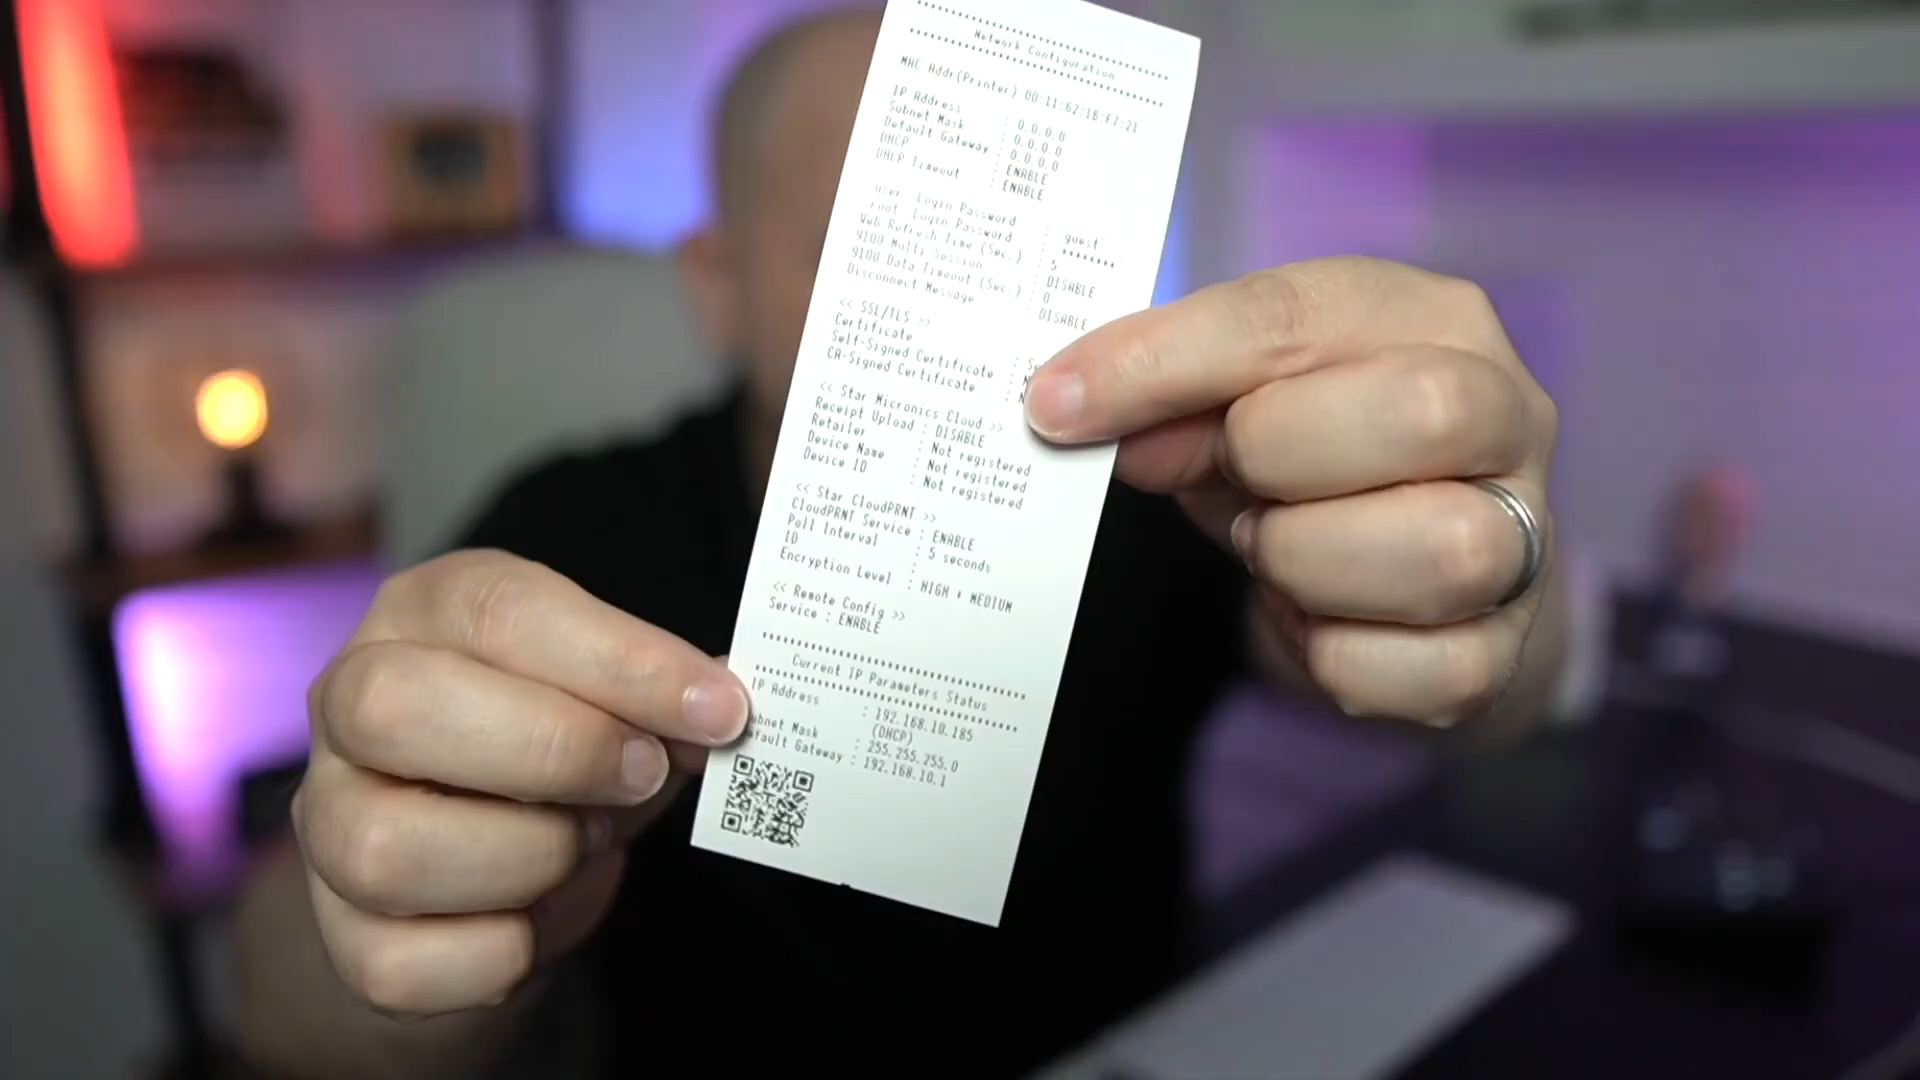 Network Configuration
MAC Addr(Printer) 00:11:62:1B:F7:21
IP Address : 0.0.0.0
Subnet Mask : 0.0.0.0
Default Gateway : 0.0.0.0
DHCP : ENABLE
DHCP Timeout : ENABLE
user Login Password : "guest"
root Login Password : "********"
Web Refresh Time (Sec.) : 5
9100 Multi Session : DISABLE
9100 Data Timeout (Sec.) : 0
Disconnect Message : DISABLE
<< SSL/TLS >>
Certificate :
Self-Signed Certificate :
CA-Signed Certificate :
<< Star Micronics Cloud >>
Receipt Upload : DISABLE
Retailer : Not registered
Device Name : Not registered
Device ID : Not registered
<< Star CloudPRNT >>
CloudPRNT Service : ENABLE
Poll Interval : 5 seconds
ID :
Encryption Level : HIGH + MEDIUM
<< Remote Config >>
Service : ENABLE
Current IP Parameters Status
IP Address : 192.168.10.185
(DHCP)
ubnet Mask : 255.255.255.0
fault Gateway : 192.168.10.1